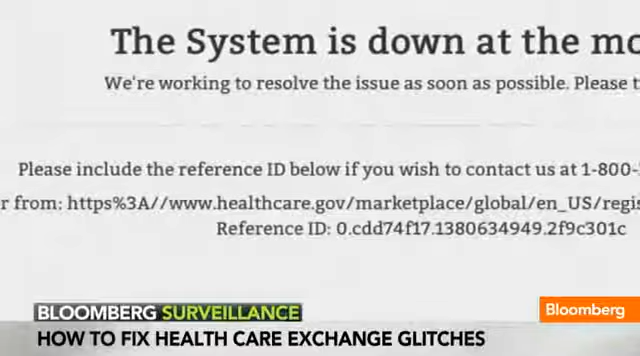 The System is down at the mo
We're working to resolve the issue as soon as possible. Please t
Please include the reference ID below if you wish to contact us at 1-800-
r from: https%3A//www.healthcare.gov/marketplace/global/en_US/regis
Reference ID: 0.cdd74f17.1380634949.2f9c301c
BLOOMBERG SURVEILLANCE
Bloomberg
HOW TO FIX HEALTH CARE EXCHANGE GLITCHES